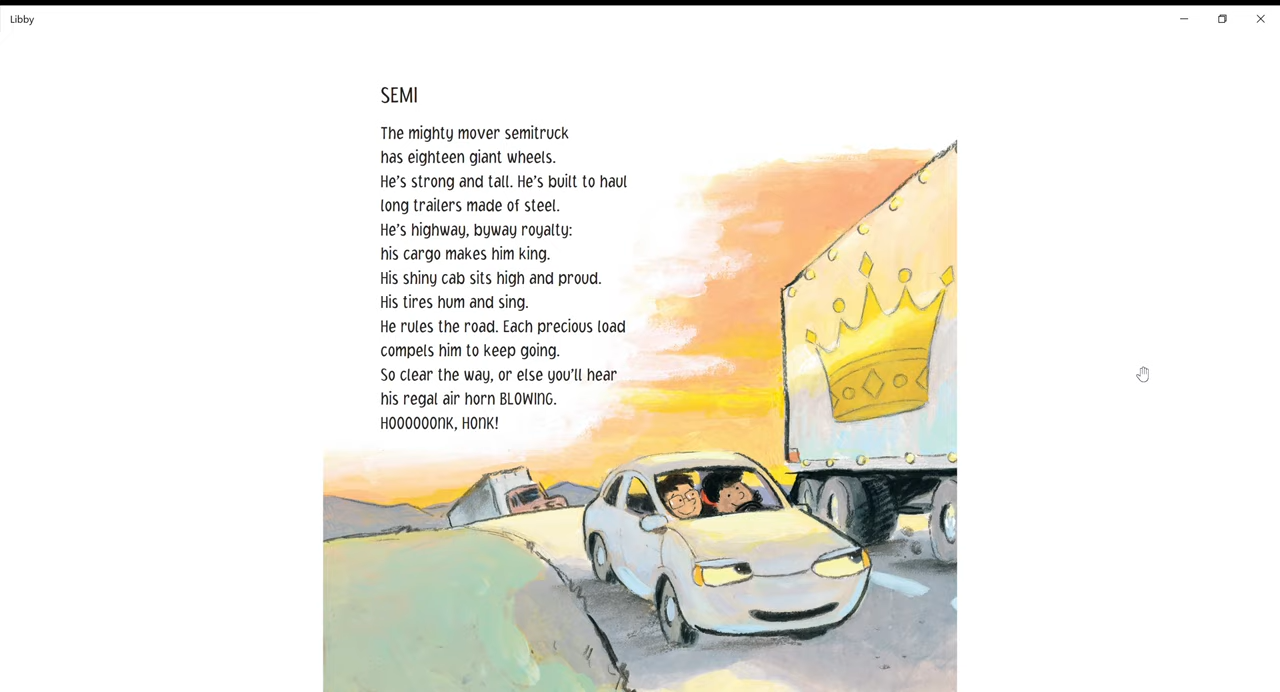 Libby
SEMI
The mighty mover semitruck
has eighteen giant wheels.
He's strong and tall. He's built to haul
long trailers made of steel.
He's highway, byway royalty:
his cargo makes him king.
His shiny cab sits high and proud.
His tires hum and sing.
He rules the road. Each precious load
compels him to keep going.
So clear the way, or else you'll hear
his regal air horn BLOWING.
HOOOOOONK, HONK!